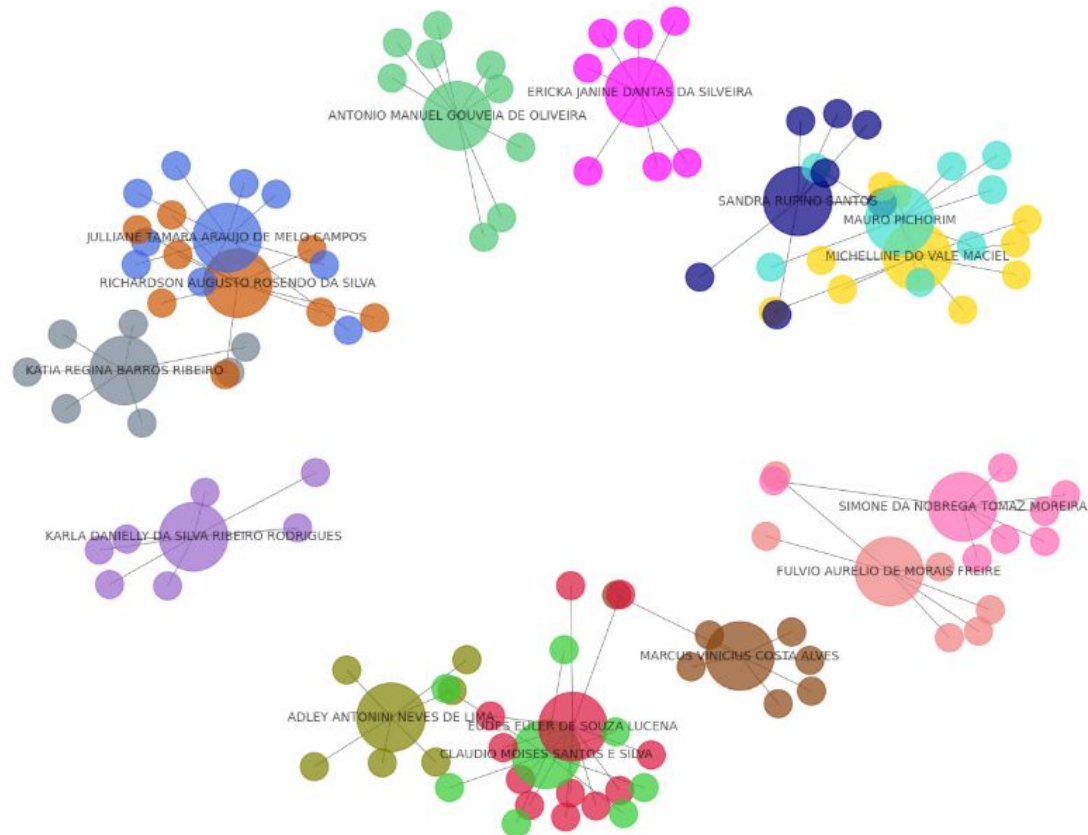 ERICKA JANINE DANTAS DA SILVEIRA
ANTONIO MANUEL GOUVEIA DE OLIVEIRA
SANDRA RUFINO SANTOS
MAURO PICHORIM
JULLIANE TAMARA ARAUJO DE MELO CAMPOS
MICHELLINE DO VALE MACIEL
RICHARDSON AUGUSTO ROSENDO DA SILVA
KATIA REGINA BARROS RIBEIRO
SIMONE DA NOBREGA TOMAZ MOREIRA
KARLA DANIELLY DA SILVA RIBEIRO RODRIGUES
FULVIO AURELIO DE MORAIS FREIRE
MARCUS VINICIUS COSTA ALVES
ADLEY ANTONINI NEVES DE LIMA
EUDES EULER DE SOUZA LUCENA
CLAUDIO MOISES SANTOS E SILVA